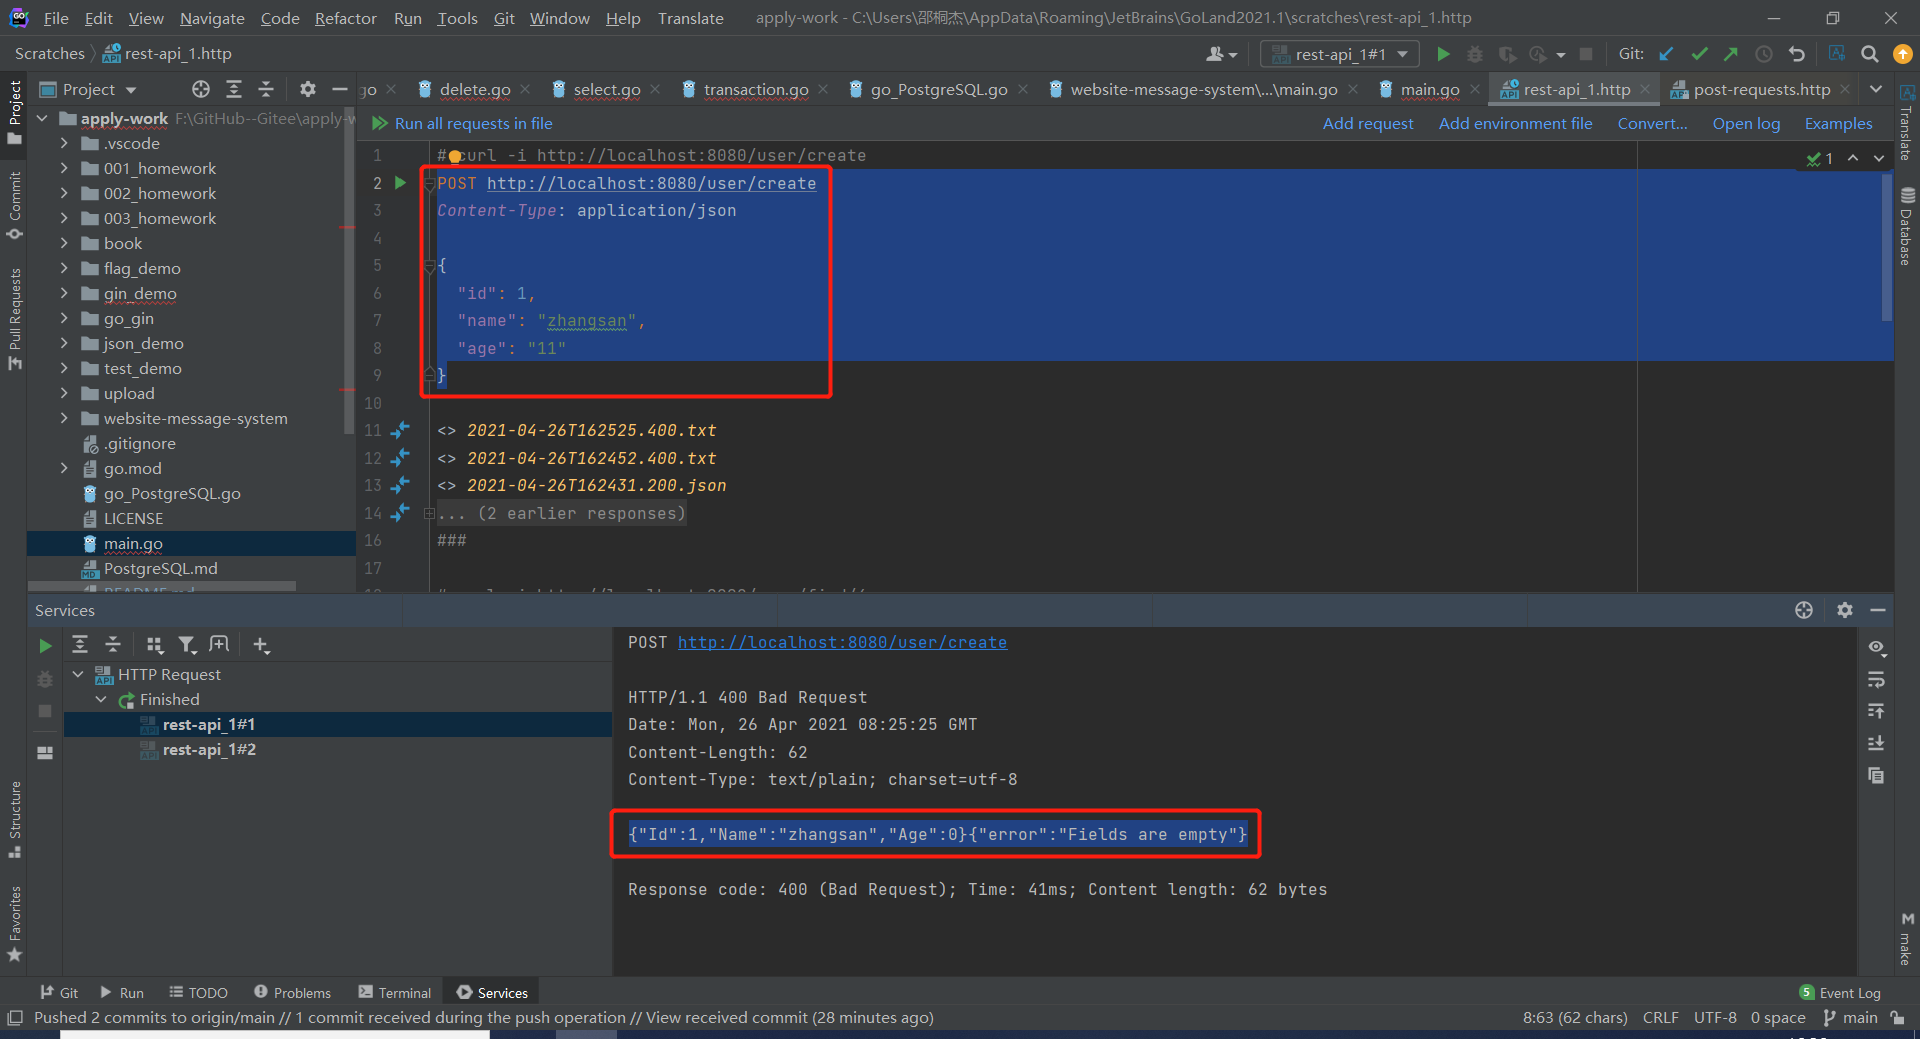 File Edit View Navigate Code Refactor Run Tools Git Window Help Translate apply-work - C:\Users\邵桐杰\AppData\Roaming\JetBrains\GoLand2021.1\scratches\rest-api_1.http
Scratches rest-api_1.http rest-api_1#1 Git:
Project go delete.go select.go transaction.go go_PostgreSQL.go website-message-system\...\main.go main.go rest-api_1.http post-requests.http
Run all requests in file Add request Add environment file Convert... Open log Examples
Project
Commit
Pull Requests
Structure
Favorites
apply-work F:\GitHub--Gitee\apply-w
.vscode
001_homework
002_homework
003_homework
book
flag_demo
gin_demo
go_gin
json_demo
test_demo
upload
website-message-system
.gitignore
go.mod
go_PostgreSQL.go
LICENSE
main.go
PostgreSQL.md
1 # curl -i http://localhost:8080/user/create
2 POST http://localhost:8080/user/create
3 Content-Type: application/json
4
5 {
6 "id": 1,
7 "name": "zhangsan",
8 "age": "11"
9 }
10
11 <> 2021-04-26T162525.400.txt
12 <> 2021-04-26T162452.400.txt
13 <> 2021-04-26T162431.200.json
14 ... (2 earlier responses)
16 ###
17
1
Translate
Database
make
Services
HTTP Request
Finished
rest-api_1#1
rest-api_1#2
POST http://localhost:8080/user/create
HTTP/1.1 400 Bad Request
Date: Mon, 26 Apr 2021 08:25:25 GMT
Content-Length: 62
Content-Type: text/plain; charset=utf-8
{"Id":1,"Name":"zhangsan","Age":0}{"error":"Fields are empty"}
Response code: 400 (Bad Request); Time: 41ms; Content length: 62 bytes
Git Run TODO Problems Terminal Services 5 Event Log
Pushed 2 commits to origin/main // 1 commit received during the push operation // View received commit (28 minutes ago) 8:63 (62 chars) CRLF UTF-8 0 space main